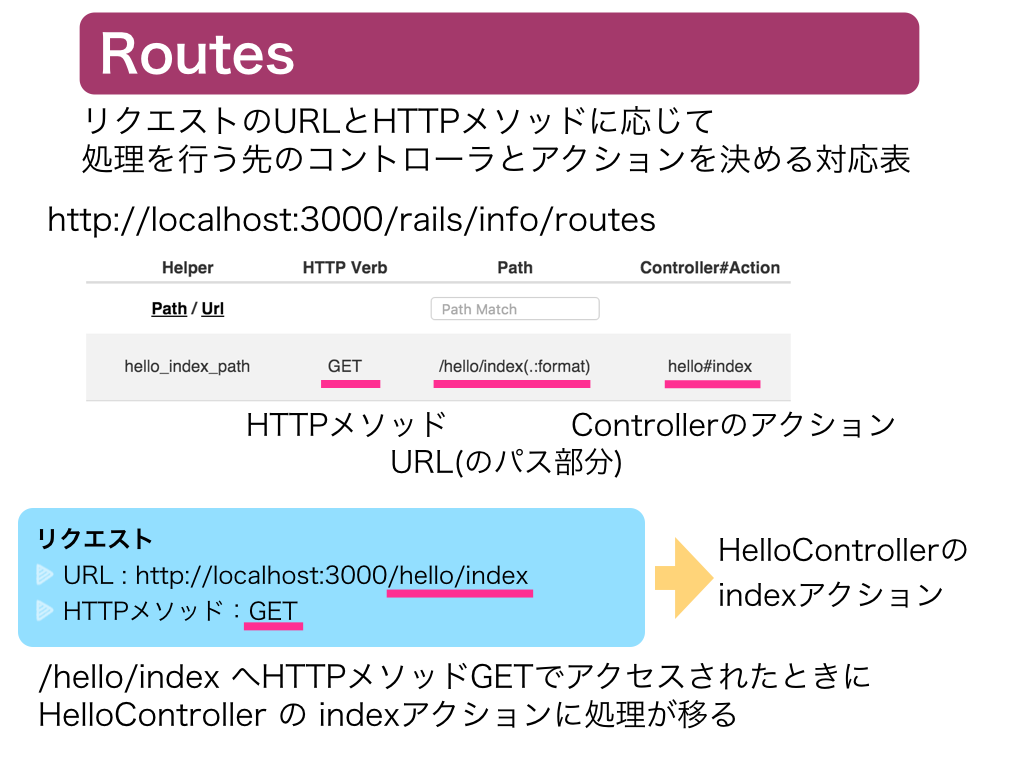 Routes
リクエストのURLとHTTPメソッドに応じて
処理を行う先のコントローラとアクションを決める対応表
http://localhost:3000/rails/info/routes
Helper HTTP Verb Path Controller#Action
Path / Url Path Match
hello_index_path GET /hello/index(.:format) hello#index
HTTPメソッド Controllerのアクション
URL(のパス部分)
リクエスト
URL : http://localhost:3000/hello/index
HTTPメソッド：GET
HelloControllerの
indexアクション
/hello/index へHTTPメソッドGETでアクセスされたときに
HelloController の indexアクションに処理が移る